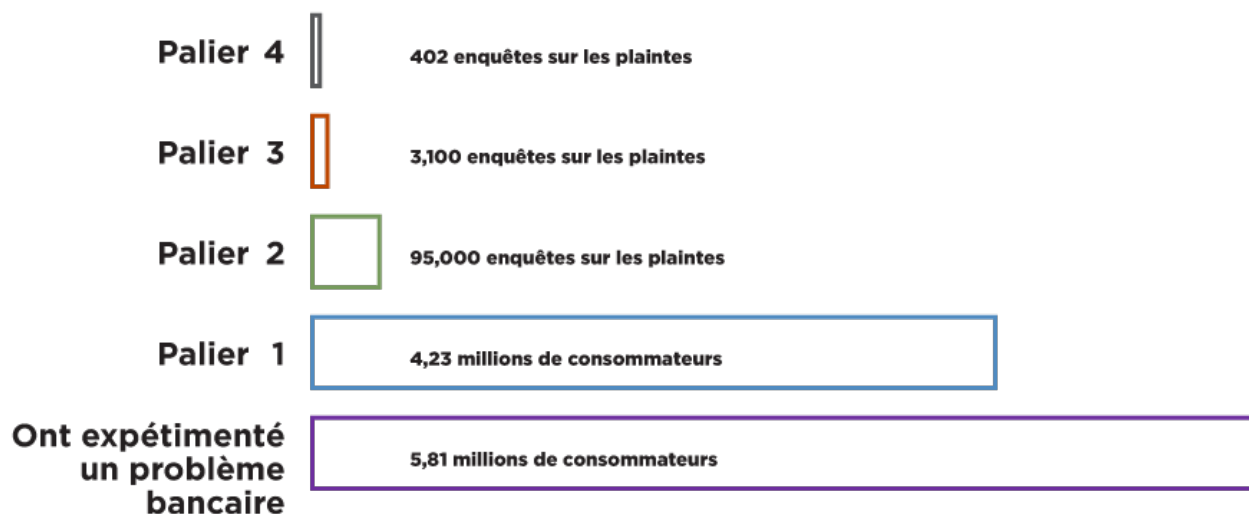 Palier 4
402 enquêtes sur les plaintes
Palier 3
3,100 enquêtes sur les plaintes
Palier 2
95,000 enquêtes sur les plaintes
Palier 1
4,23 millions de consommateurs
Ont expétimenté
un problème
bancaire
5,81 millions de consommateurs